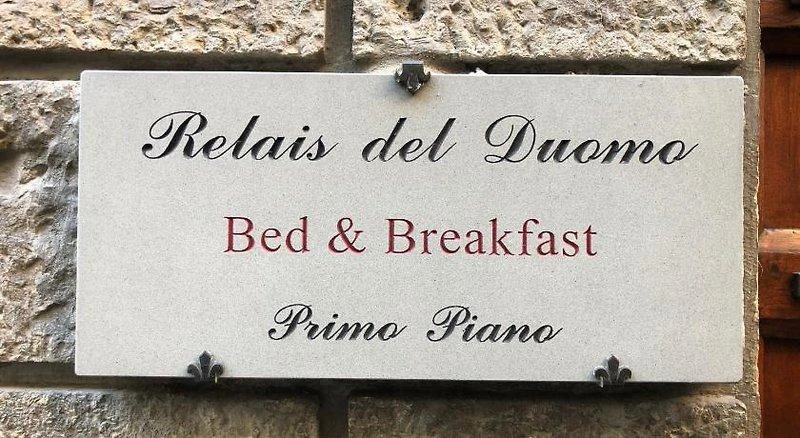 Relais del Duomo
Bed & Breakfast
Primo Piano